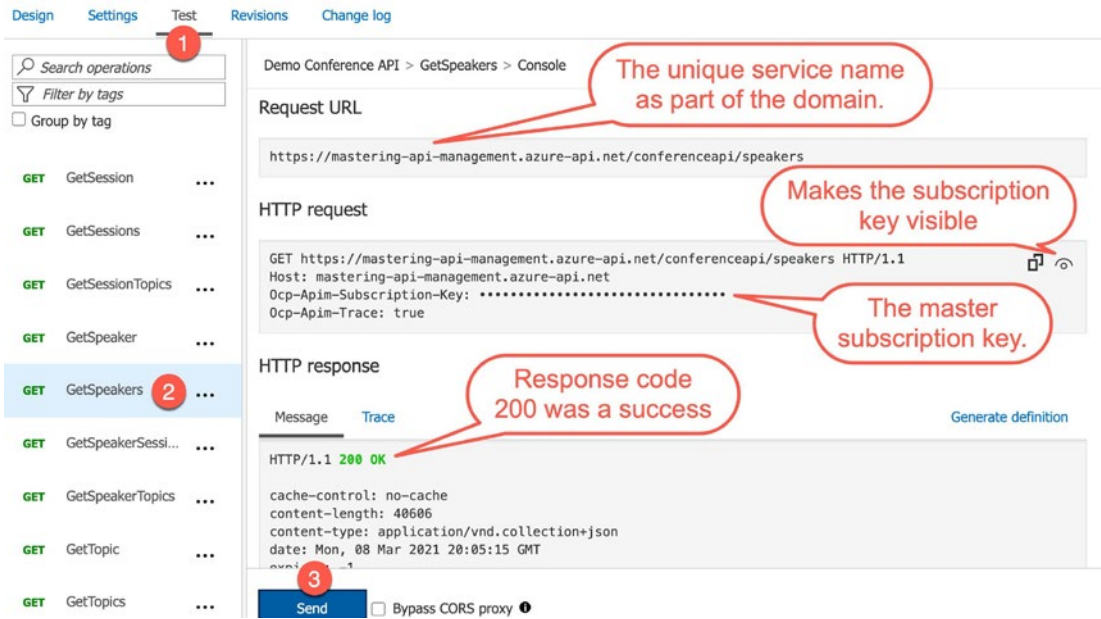 Design Settings Test Revisions Change log
1
Search operations
Filter by tags
Group by tag
GET GetSession ...
GET GetSessions ...
GET GetSessionTopics ...
GET GetSpeaker ...
GET GetSpeakers 2 ...
GET GetSpeakerSessi... ...
GET GetSpeakerTopics ...
GET GetTopic ...
GET GetTopics ...
Demo Conference API > GetSpeakers > Console
The unique service name
as part of the domain.
Request URL
https://mastering-api-management.azure-api.net/conferenceapi/speakers
Makes the subscription
key visible
HTTP request
GET https://mastering-api-management.azure-api.net/conferenceapi/speakers HTTP/1.1
Host: mastering-api-management.azure-api.net
Ocp-Apim-Subscription-Key: ••••••••••••••••••••••••••••••••
Ocp-Apim-Trace: true
The master
subscription key.
HTTP response
Response code
200 was a success
Message Trace Generate definition
HTTP/1.1 200 OK
cache-control: no-cache
content-length: 40606
content-type: application/vnd.collection+json
date: Mon, 08 Mar 2021 20:05:15 GMT
3
Send Bypass CORS proxy